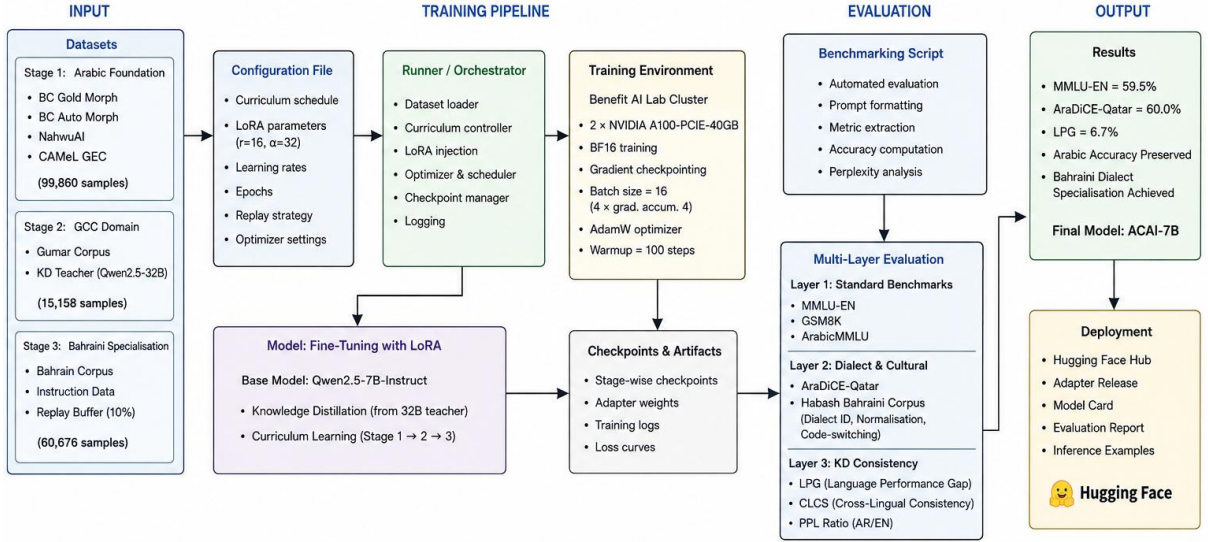 INPUT
Datasets
Stage 1: Arabic Foundation
• BC Gold Morph
• BC Auto Morph
• NahwuAI
• CAMeL GEC
(99,860 samples)
Stage 2: GCC Domain
• Gumar Corpus
• KD Teacher (Qwen2.5-32B)
(15,158 samples)
Stage 3: Bahraini Specialisation
• Bahrain Corpus
• Instruction Data
• Replay Buffer (10%)
(60,676 samples)
TRAINING PIPELINE
Configuration File
• Curriculum schedule
• LoRA parameters
(r=16, α=32)
• Learning rates
• Epochs
• Replay strategy
• Optimizer settings
Runner / Orchestrator
• Dataset loader
• Curriculum controller
• LoRA injection
• Optimizer & scheduler
• Checkpoint manager
• Logging
Training Environment
Benefit AI Lab Cluster
• 2 × NVIDIA A100-PCIE-40GB
• BF16 training
• Gradient checkpointing
• Batch size = 16
(4 × grad. accum. 4)
• AdamW optimizer
• Warmup = 100 steps
Model: Fine-Tuning with LoRA
Base Model: Qwen2.5-7B-Instruct
• Knowledge Distillation (from 32B teacher)
• Curriculum Learning (Stage 1 → 2 → 3)
Checkpoints & Artifacts
• Stage-wise checkpoints
• Adapter weights
• Training logs
• Loss curves
EVALUATION
Benchmarking Script
• Automated evaluation
• Prompt formatting
• Metric extraction
• Accuracy computation
• Perplexity analysis
Multi-Layer Evaluation
Layer 1: Standard Benchmarks
• MMLU-EN
• GSM8K
• ArabicMMLU
Layer 2: Dialect & Cultural
• AraDiCE-Qatar
• Habash Bahraini Corpus
(Dialect ID, Normalisation,
Code-switching)
Layer 3: KD Consistency
• LPG (Language Performance Gap)
• CLCS (Cross-Lingual Consistency)
• PPL Ratio (AR/EN)
OUTPUT
Results
• MMLU-EN = 59.5%
• AraDiCE-Qatar = 60.0%
• LPG = 6.7%
• Arabic Accuracy Preserved
• Bahraini Dialect
Specialisation Achieved
Final Model: ACAI-7B
Deployment
• Hugging Face Hub
• Adapter Release
• Model Card
• Evaluation Report
• Inference Examples
Hugging Face